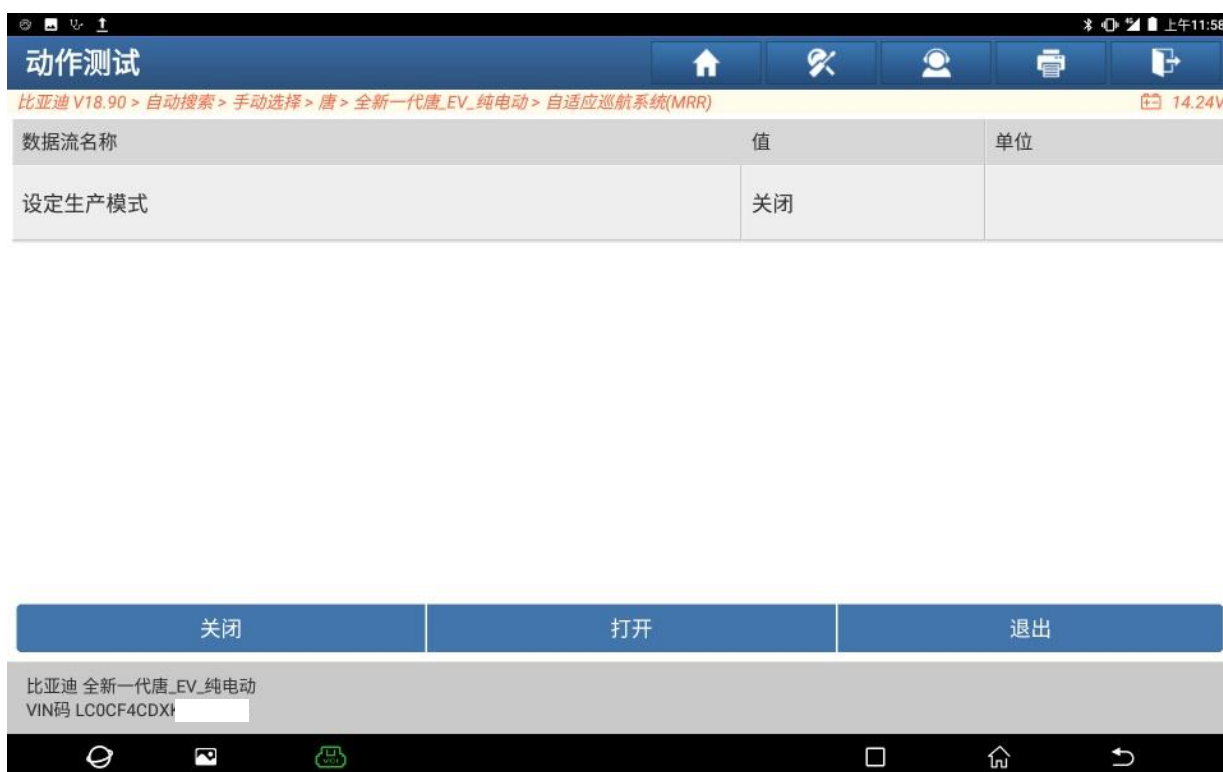 上午11:58
动作测试
比亚迪 V18.90 > 自动搜索 > 手动选择 > 唐 > 全新一代唐_EV_纯电动 > 自适应巡航系统(MRR)
14.24V
数据流名称 值 单位
设定生产模式 关闭
关闭 打开 退出
比亚迪 全新一代唐_EV_纯电动
VIN码 LC0CF4CDX
VCI